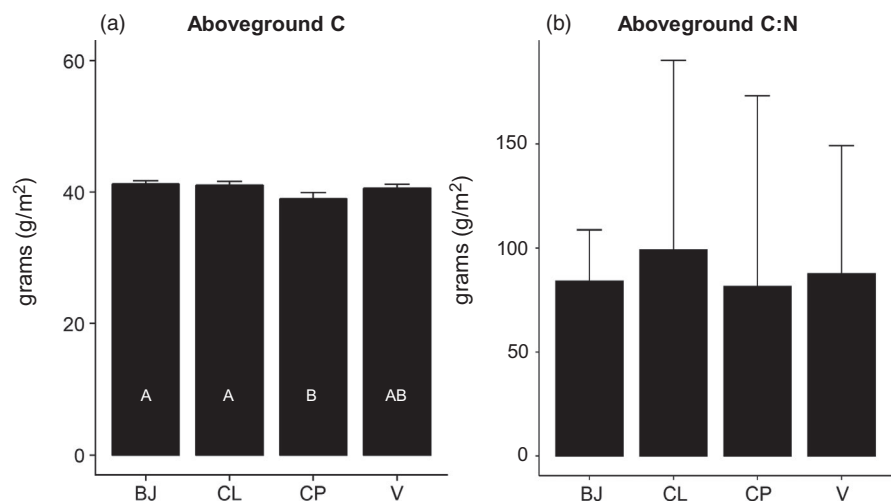 (a) Aboveground C
60
40
20
0
grams (g/m²)
A A B AB
BJ CL CP V
(b) Aboveground C:N
150
100
50
0
grams (g/m²)
BJ CL CP V